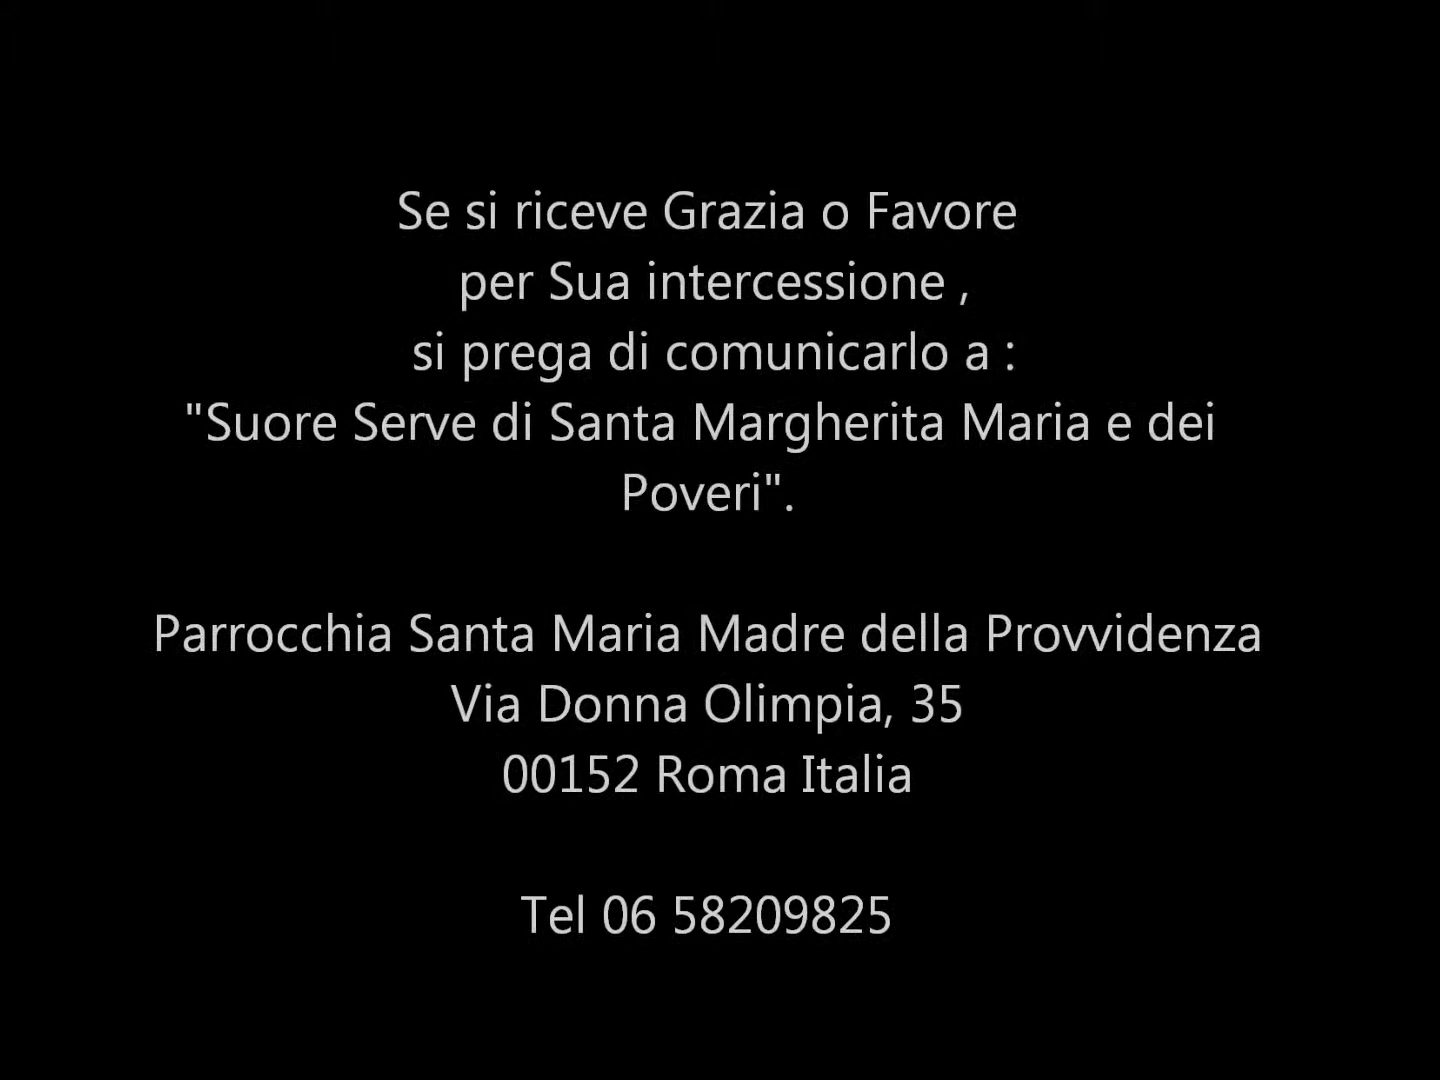 Se si riceve Grazia o Favore
per Sua intercessione ,
si prega di comunicarlo a :
"Suore Serve di Santa Margherita Maria e dei
Poveri".
Parrocchia Santa Maria Madre della Provvidenza
Via Donna Olimpia, 35
00152 Roma Italia
Tel 06 58209825